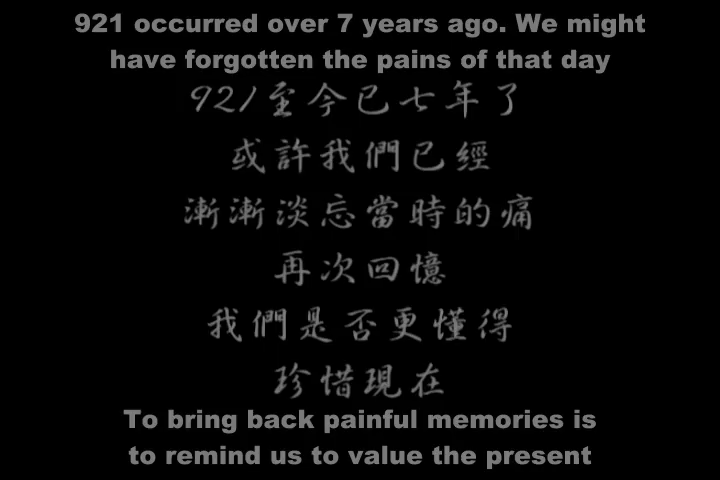 921 occurred over 7 years ago. We might
have forgotten the pains of that day
921至今已七年了
或許我們已經
漸漸淡忘當時的痛
再次回憶
我們是否更懂得
珍惜現在
To bring back painful memories is
to remind us to value the present